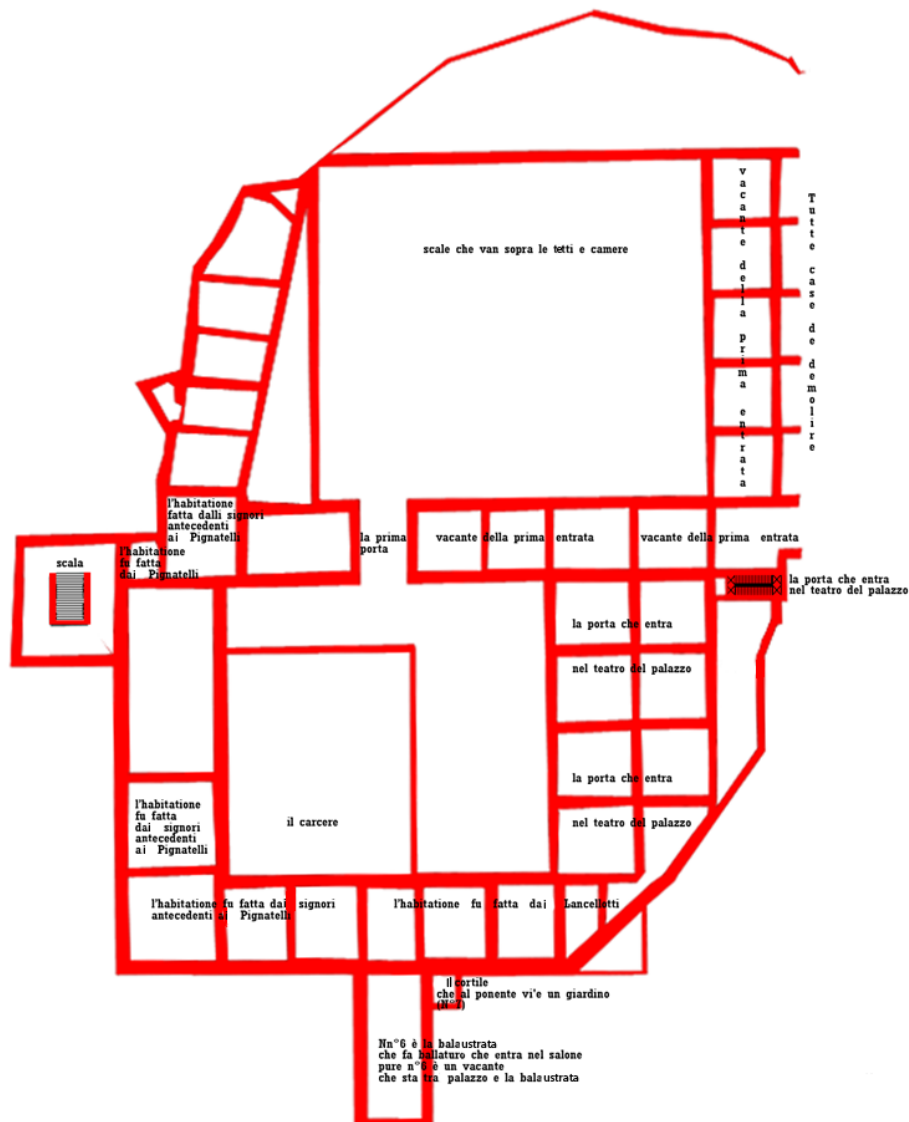 scale che van sopra le tetti e camere
vacante della prima entrata
Tutte case de demolire
l'habitatione
fatta dalli signori
antecedenti
ai Pignatelli
la prima
porta
vacante della prima entrata
vacante della prima entrata
l'habitatione
fu fatta
dai Pignatelli
scala
la porta che entra
nel teatro del palazzo
la porta che entra
nel teatro del palazzo
la porta che entra
nel teatro del palazzo
l'habitatione
fu fatta
dai signori
antecedenti
ai Pignatelli
il carcere
l'habitatione fu fatta dai signori
antecedenti ai Pignatelli
l'habitatione fu fatta dai Lancellotti
Il cortile
che al ponente vi'e un giardino
(N°7)
Nn°6 è la balaustrata
che fa ballaturo che entra nel salone
pure n°6 è un vacante
che sta tra palazzo e la balaustrata